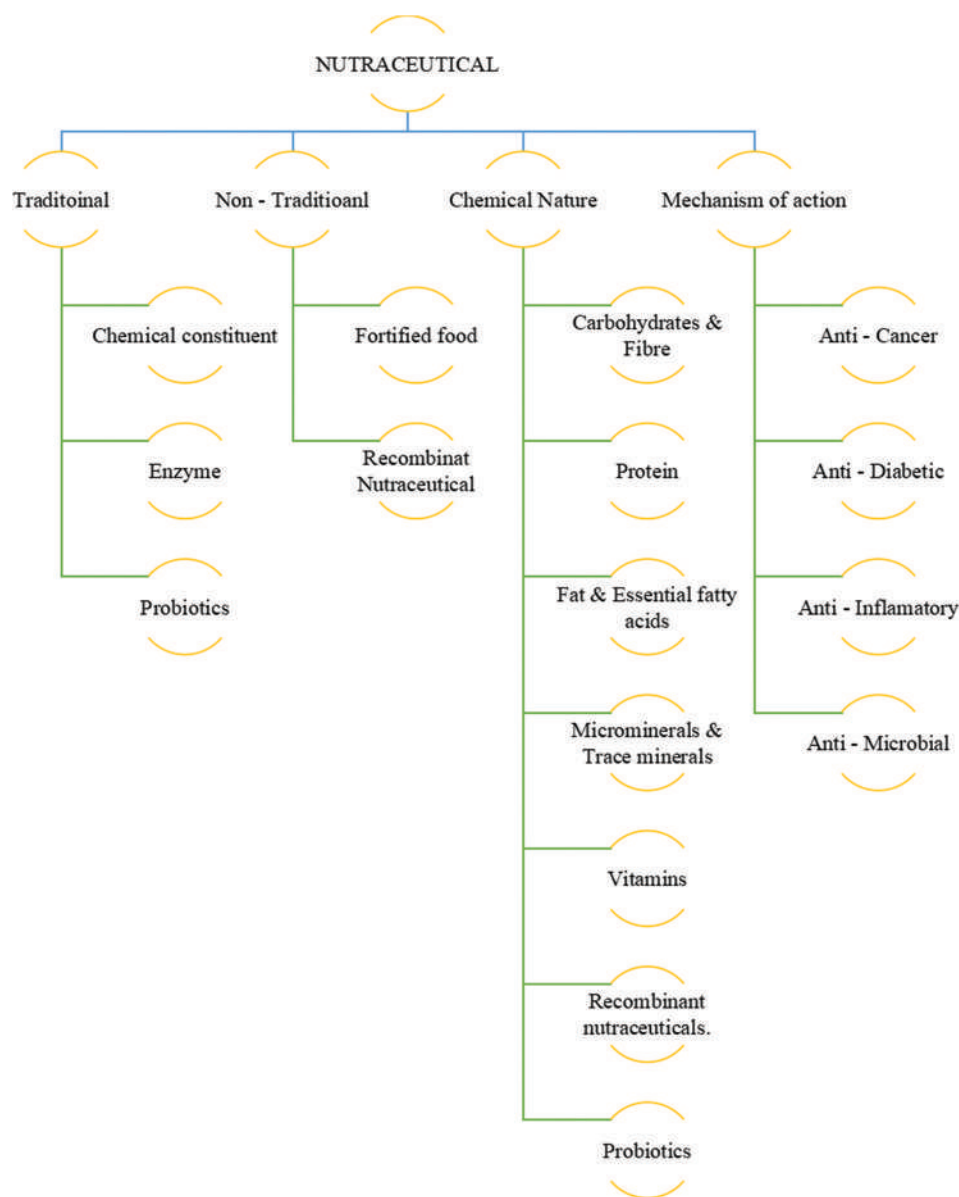 NUTRACEUTICAL
Traditoinal
Non - Traditioanl
Chemical Nature
Mechanism of action
Chemical constituent
Enzyme
Probiotics
Fortified food
Recombinat
Nutraceutical
Carbohydrates &
Fibre
Protein
Fat & Essential fatty
acids
Microminerals &
Trace minerals
Vitamins
Recombinant
nutraceuticals.
Probiotics
Anti - Cancer
Anti - Diabetic
Anti - Inflamatory
Anti - Microbial